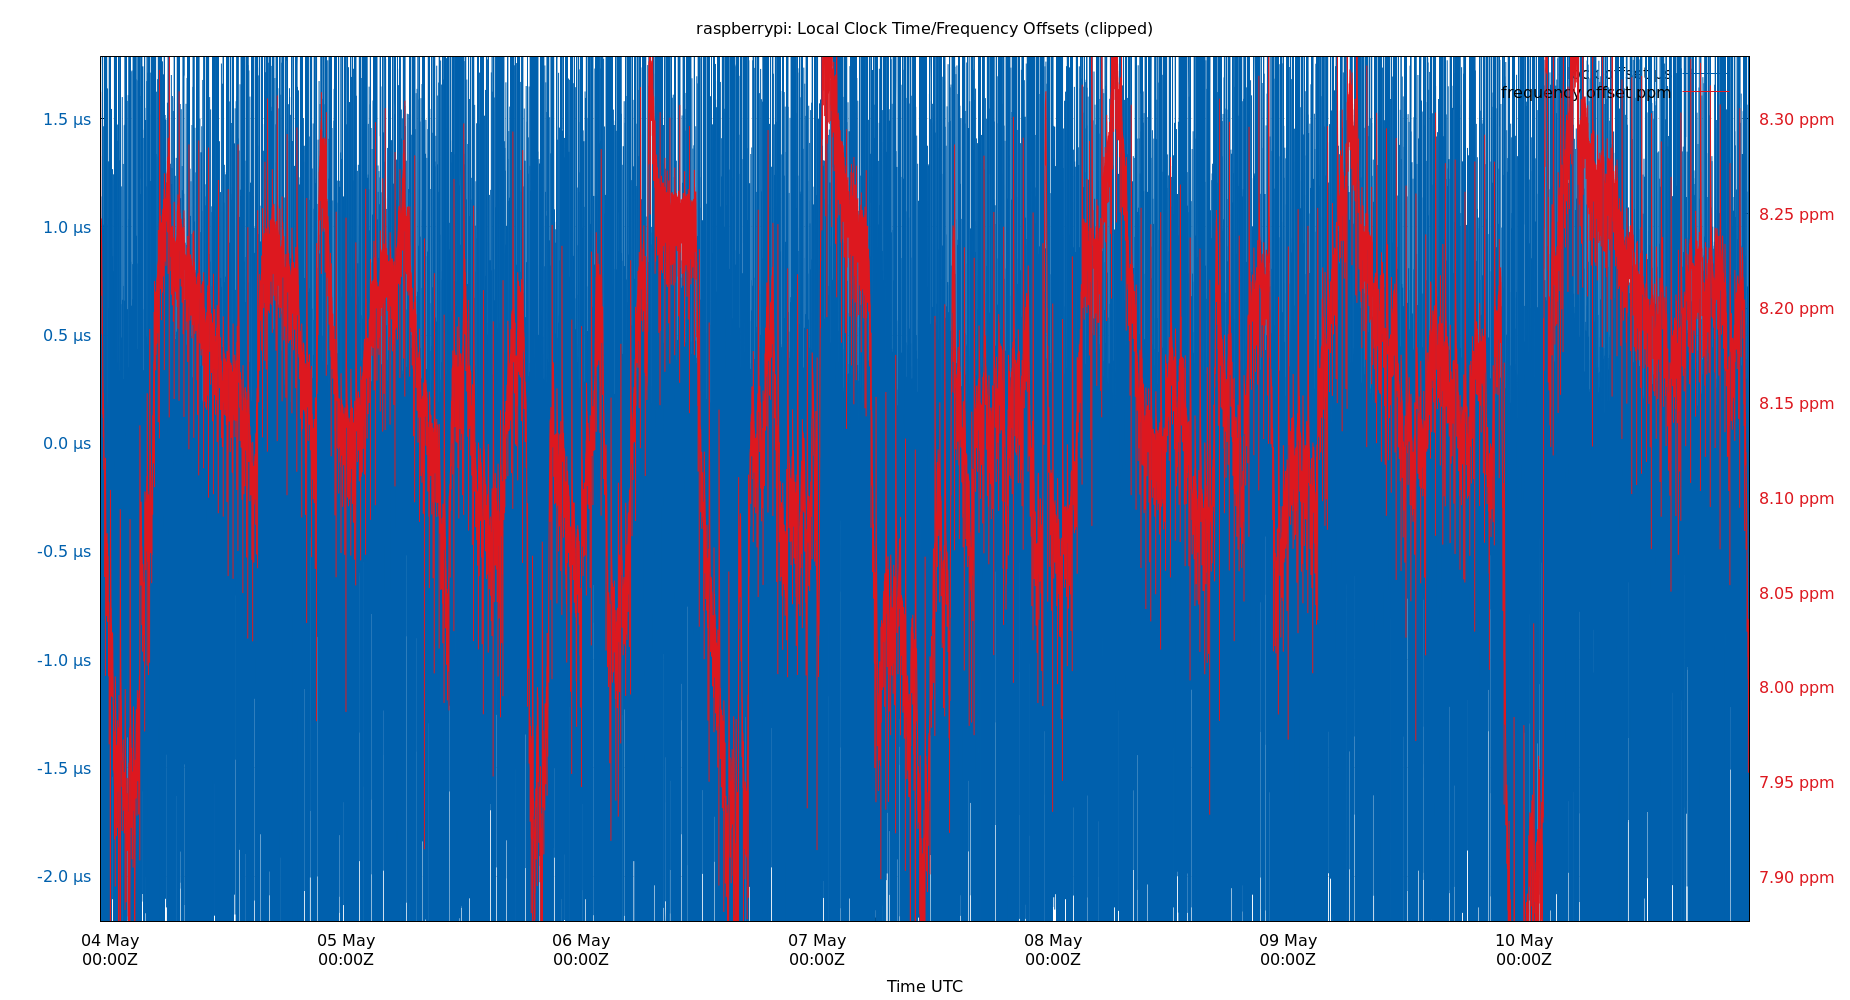 raspberrypi: Local Clock Time/Frequency Offsets (clipped)
clock offset µs
frequency offset ppm
1.5 µs
1.0 µs
0.5 µs
0.0 µs
-0.5 µs
-1.0 µs
-1.5 µs
-2.0 µs
8.30 ppm
8.25 ppm
8.20 ppm
8.15 ppm
8.10 ppm
8.05 ppm
8.00 ppm
7.95 ppm
7.90 ppm
04 May 05 May 06 May 07 May 08 May 09 May 10 May
00:00Z 00:00Z 00:00Z 00:00Z 00:00Z 00:00Z 00:00Z
Time UTC